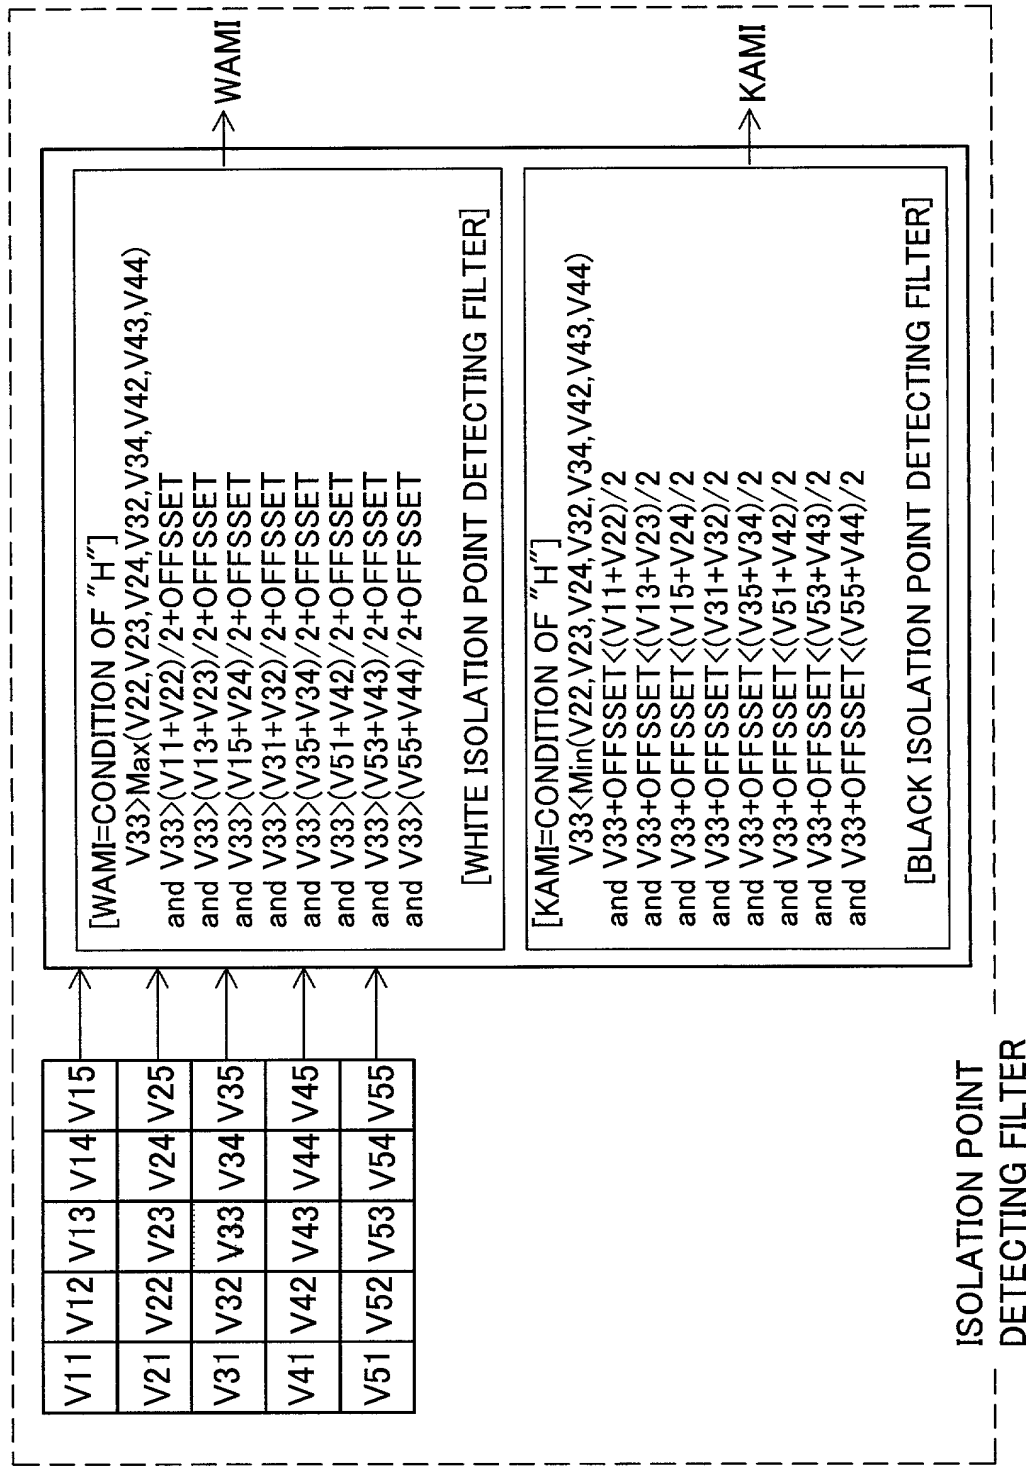 V11 V12 V13 V14 V15
V21 V22 V23 V24 V25
V31 V32 V33 V34 V35
V41 V42 V43 V44 V45
V51 V52 V53 V54 V55
[WAMI=CONDITION OF "H"]
V33>Max(V22,V23,V24,V32,V34,V42,V43,V44)
and V33>(V11+V22)/2+OFFSSET
and V33>(V13+V23)/2+OFFSSET
and V33>(V15+V24)/2+OFFSSET
and V33>(V31+V32)/2+OFFSSET
and V33>(V35+V34)/2+OFFSSET
and V33>(V51+V42)/2+OFFSSET
and V33>(V53+V43)/2+OFFSSET
and V33>(V55+V44)/2+OFFSSET
[WHITE ISOLATION POINT DETECTING FILTER]
WAMI
[KAMI=CONDITION OF "H"]
V33<Min(V22,V23,V24,V32,V34,V42,V43,V44)
and V33+OFFSSET<(V11+V22)/2
and V33+OFFSSET<(V13+V23)/2
and V33+OFFSSET<(V15+V24)/2
and V33+OFFSSET<(V31+V32)/2
and V33+OFFSSET<(V35+V34)/2
and V33+OFFSSET<(V51+V42)/2
and V33+OFFSSET<(V53+V43)/2
and V33+OFFSSET<(V55+V44)/2
[BLACK ISOLATION POINT DETECTING FILTER]
KAMI
ISOLATION POINT
DETECTING FILTER